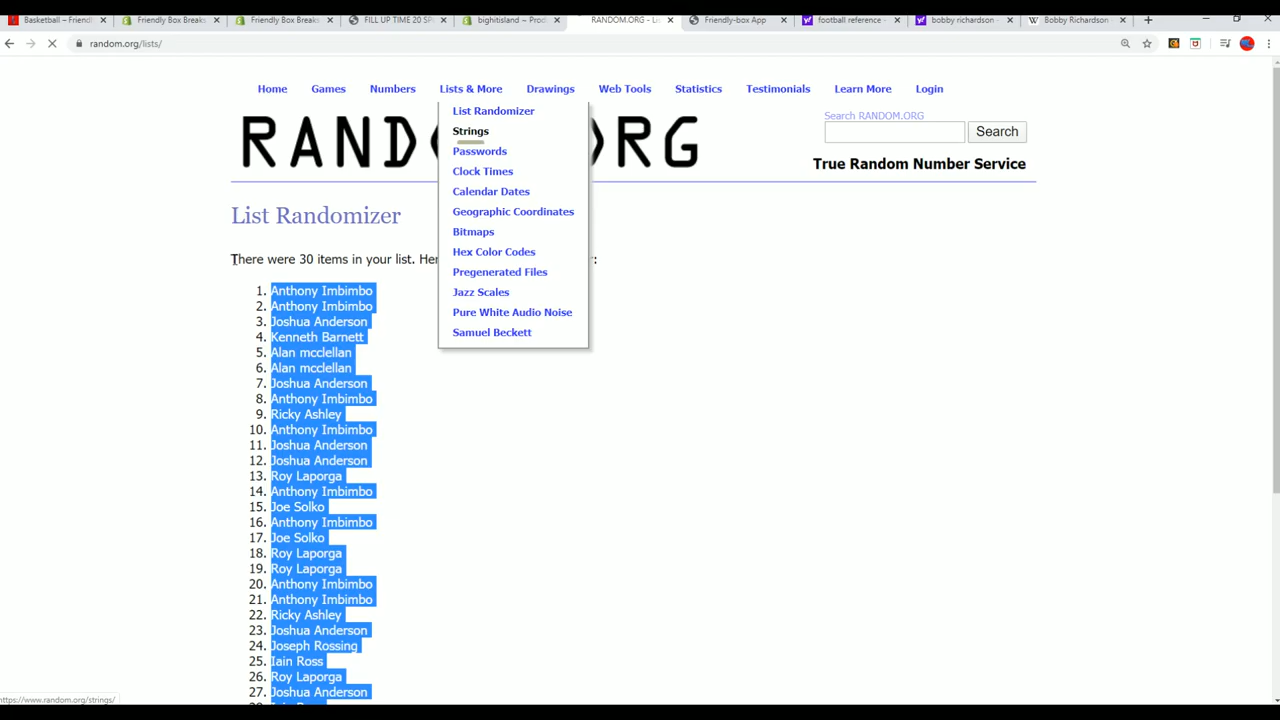 Basketball – Friendl
Friendly Box Breaks
Friendly Box Breaks
FILL UP TIME 20 SP
bighitisland ~ Prod
RANDOM.ORG - Li
Friendly-box App
football reference -
bobby richardson -
Bobby Richardson
random.org/lists/
Home Games Numbers Lists & More Drawings Web Tools Statistics Testimonials Learn More Login
List Randomizer
Strings
Passwords
Clock Times
Calendar Dates
Geographic Coordinates
Bitmaps
Hex Color Codes
Pregenerated Files
Jazz Scales
Pure White Audio Noise
Samuel Beckett
Search RANDOM.ORG
Search
True Random Number Service
List Randomizer
There were 30 items in your list. Her
1. Anthony Imbimbo
2. Anthony Imbimbo
3. Joshua Anderson
4. Kenneth Barnett
5. Alan mcclellan
6. Alan mcclellan
7. Joshua Anderson
8. Anthony Imbimbo
9. Ricky Ashley
10. Anthony Imbimbo
11. Joshua Anderson
12. Joshua Anderson
13. Roy Laporga
14. Anthony Imbimbo
15. Joe Solko
16. Anthony Imbimbo
17. Joe Solko
18. Roy Laporga
19. Roy Laporga
20. Anthony Imbimbo
21. Anthony Imbimbo
22. Ricky Ashley
23. Joshua Anderson
24. Joseph Rossing
25. Iain Ross
26. Roy Laporga
27. Joshua Anderson
https://www.random.org/strings/